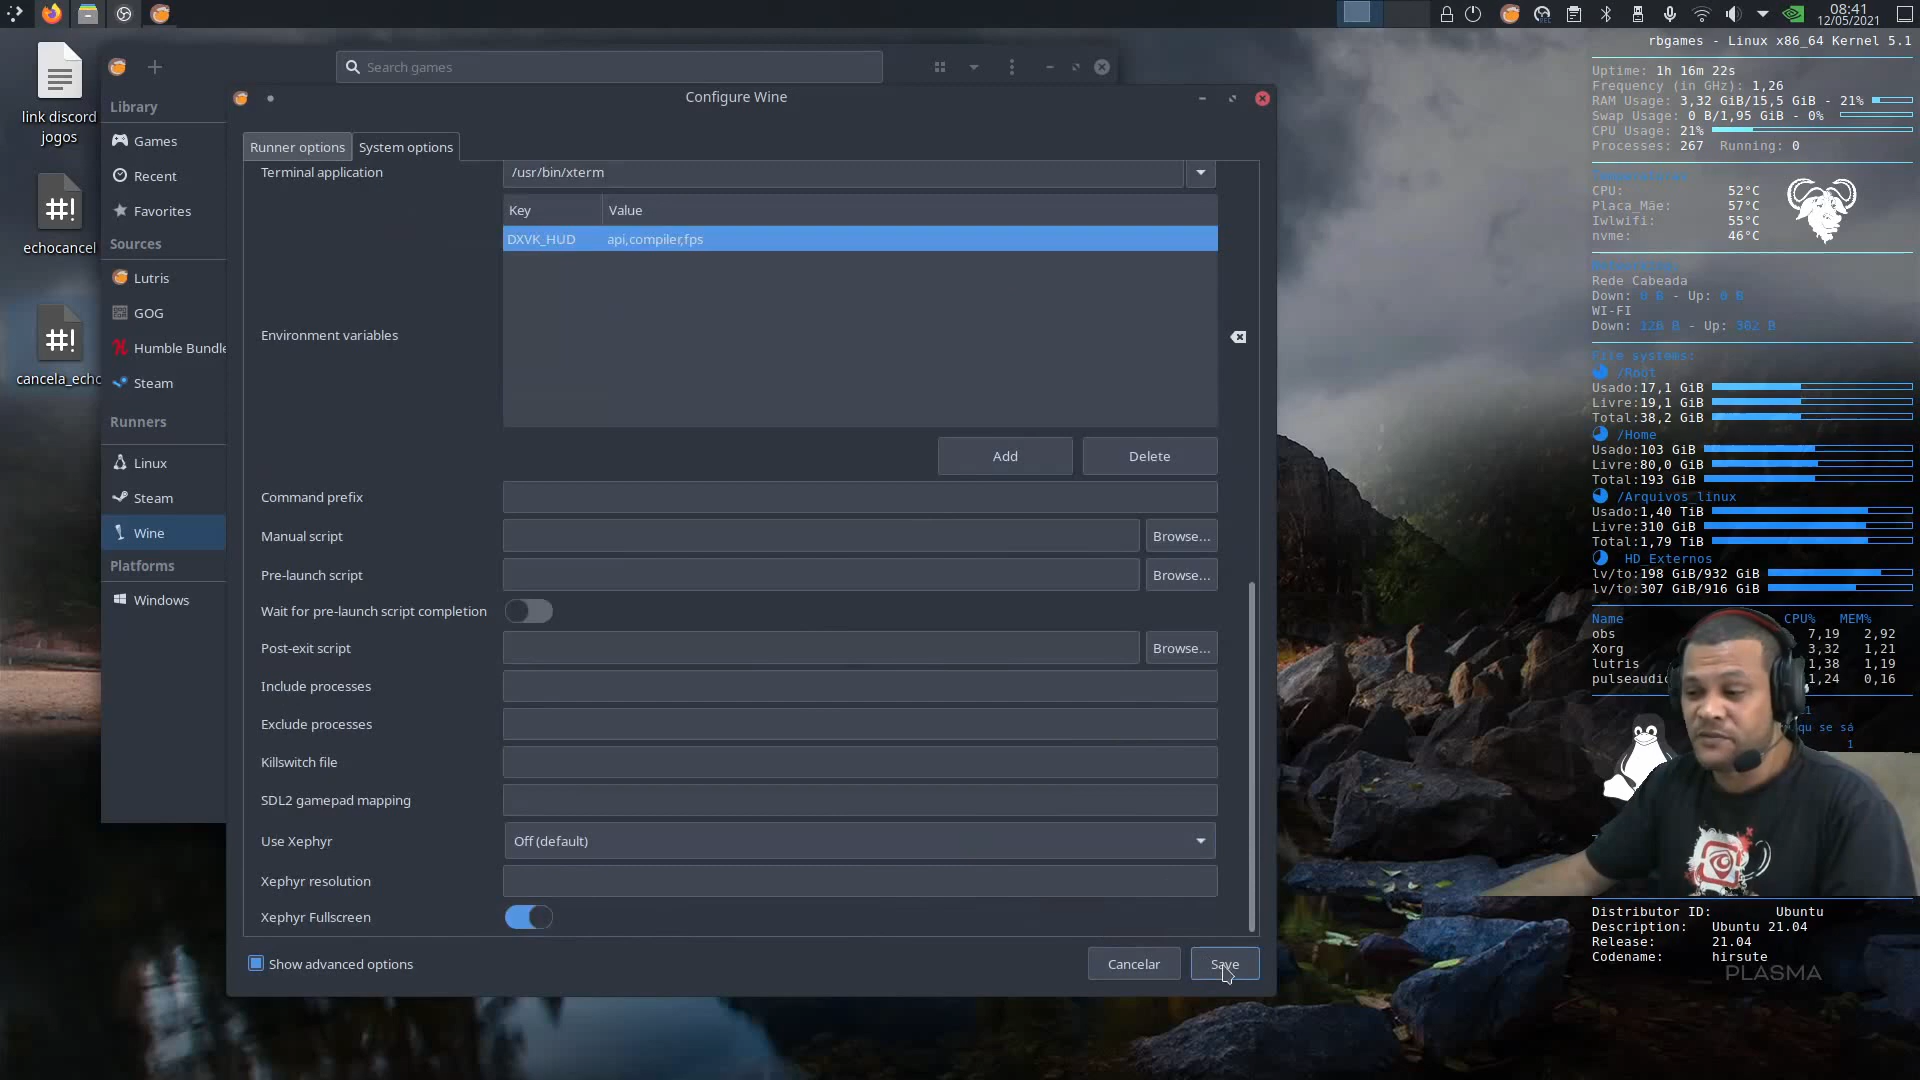 08:41
12/05/2021
rbgames - Linux x86_64 Kernel 5.1
link discord
jogos
echocancel
cancela_echo
Search games
Library
Games
Recent
Favorites
Sources
Lutris
GOG
Humble Bundle
Steam
Runners
Linux
Steam
Wine
Platforms
Windows
Configure Wine
Runner options
System options
Terminal application
/usr/bin/xterm
Key Value
DXVK_HUD api,compiler,fps
Environment variables
Add Delete
Command prefix
Manual script Browse...
Pre-launch script Browse...
Wait for pre-launch script completion
Post-exit script Browse...
Include processes
Exclude processes
Killswitch file
SDL2 gamepad mapping
Use Xephyr Off (default)
Xephyr resolution
Xephyr Fullscreen
Show advanced options
Cancelar Save
Uptime: 1h 16m 22s
Frequency (in GHz): 1,26
RAM Usage: 3,32 GiB/15,5 GiB - 21%
Swap Usage: 0 B/1,95 GiB - 0%
CPU Usage: 21%
Processes: 267 Running: 0
CPU: 52°C
Placa_Mãe: 57°C
Iwlwifi: 55°C
nvme: 46°C
Rede Cabeada
Down: 0 B - Up: 0 B
WI-FI
Down: 128 B - Up: 302 B
File systems:
/Root
Usado:17,1 GiB
Livre:19,1 GiB
Total:38,2 GiB
/Home
Usado:103 GiB
Livre:80,0 GiB
Total:193 GiB
/Arquivos_linux
Usado:1,40 TiB
Livre:310 GiB
Total:1,79 TiB
HD_Externos
lv/to:198 GiB/932 GiB
lv/to:307 GiB/916 GiB
Name CPU% MEM%
obs 7,19 2,92
Xorg 3,32 1,21
lutris 1,38 1,19
pulseaudio 1,24 0,16
qu se sá
1
Distributor ID: Ubuntu
Description: Ubuntu 21.04
Release: 21.04
Codename: hirsute
PLASMA